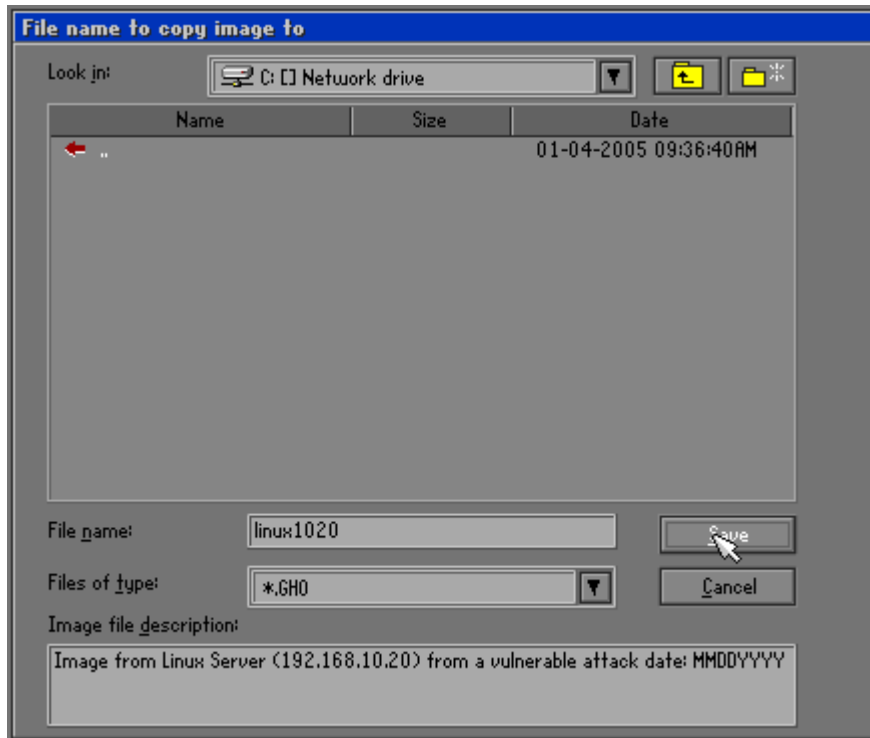 File name to copy image to
Look in:
C: [] Network drive
Name Size Date
.. 01-04-2005 09:36:40AM
File name:
linux1020
Save
Files of type:
*.GHO
Cancel
Image file description:
Image from Linux Server (192.168.10.20) from a vulnerable attack date: MMDDYYYY